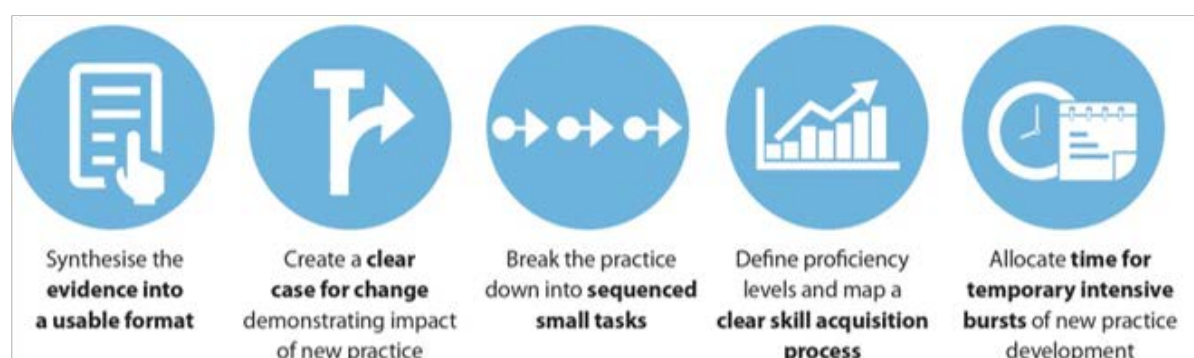 Synthesise the
evidence into
a usable format
Create a clear
case for change
demonstrating impact
of new practice
Break the practice
down into sequenced
small tasks
Define proficiency
levels and map a
clear skill acquisition
process
Allocate time for
temporary intensive
bursts of new practice
development